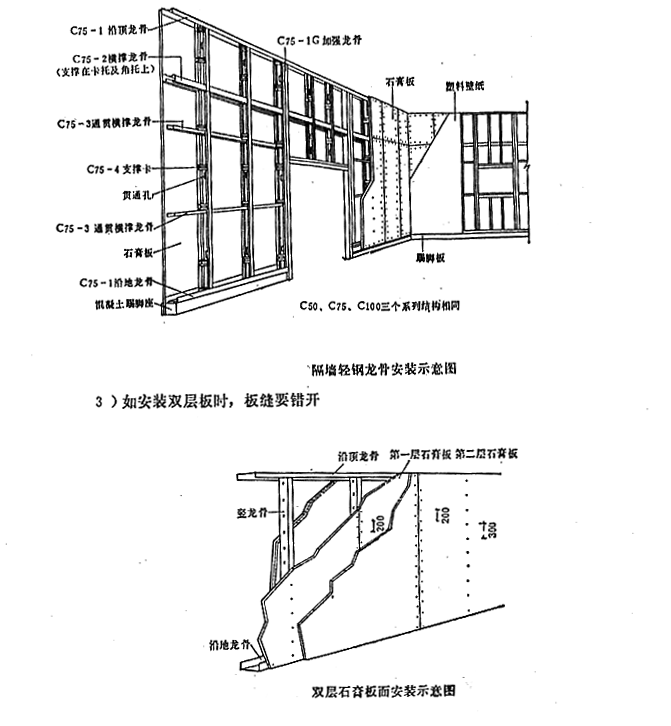 C75-1 沿顶龙骨
C75-1G加强龙骨
C75-2横撑龙骨
(支撑在卡托及角托上)
石膏板
塑料壁纸
C75-3通贯横撑龙骨
C75-4支撑卡
贯通孔
C75-3 通贯横撑龙骨
石膏板
踢脚板
C75-1沿地龙骨
混凝土踢脚座
C50、C75、C100三个系列结构相同
隔墙轻钢龙骨安装示意图
3 )如安装双层板时，板缝要错开
沿顶龙骨
第一层石膏板 第二层石膏板
竖龙骨
200
200
300
沿地龙骨
双层石膏板面安装示意图